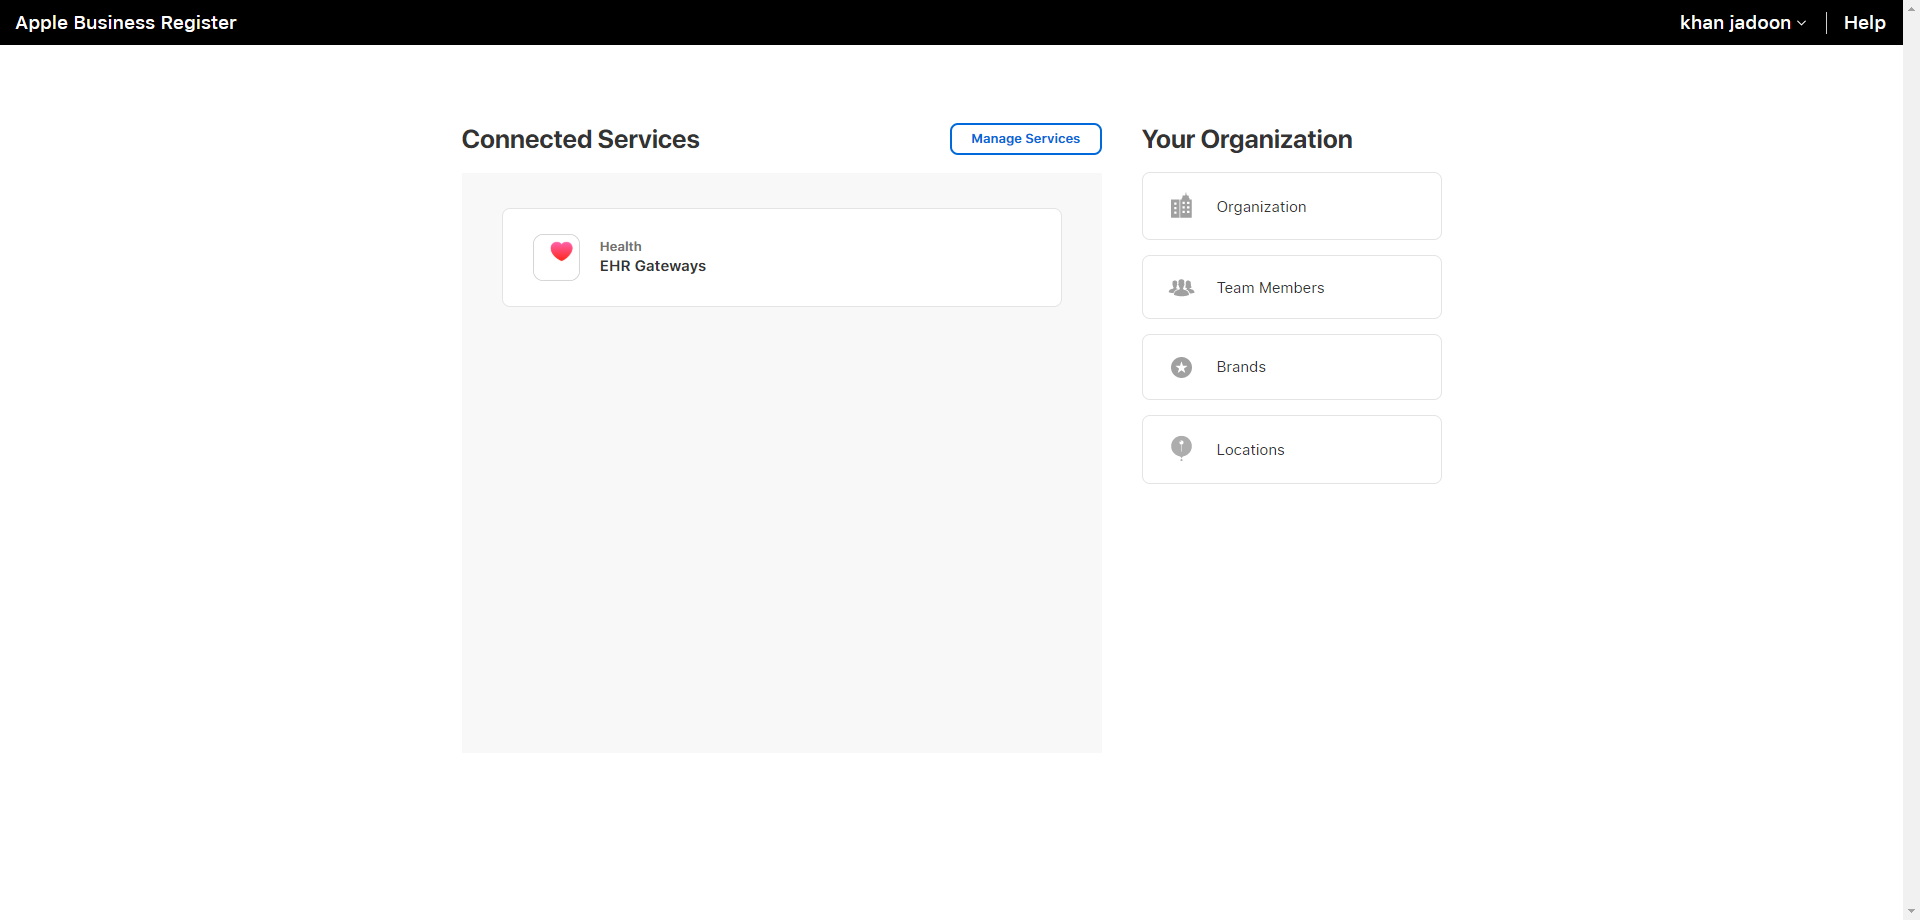 Apple Business Register
khan jadoon
Help
Connected Services
Manage Services
Health
EHR Gateways
Your Organization
Organization
Team Members
Brands
Locations